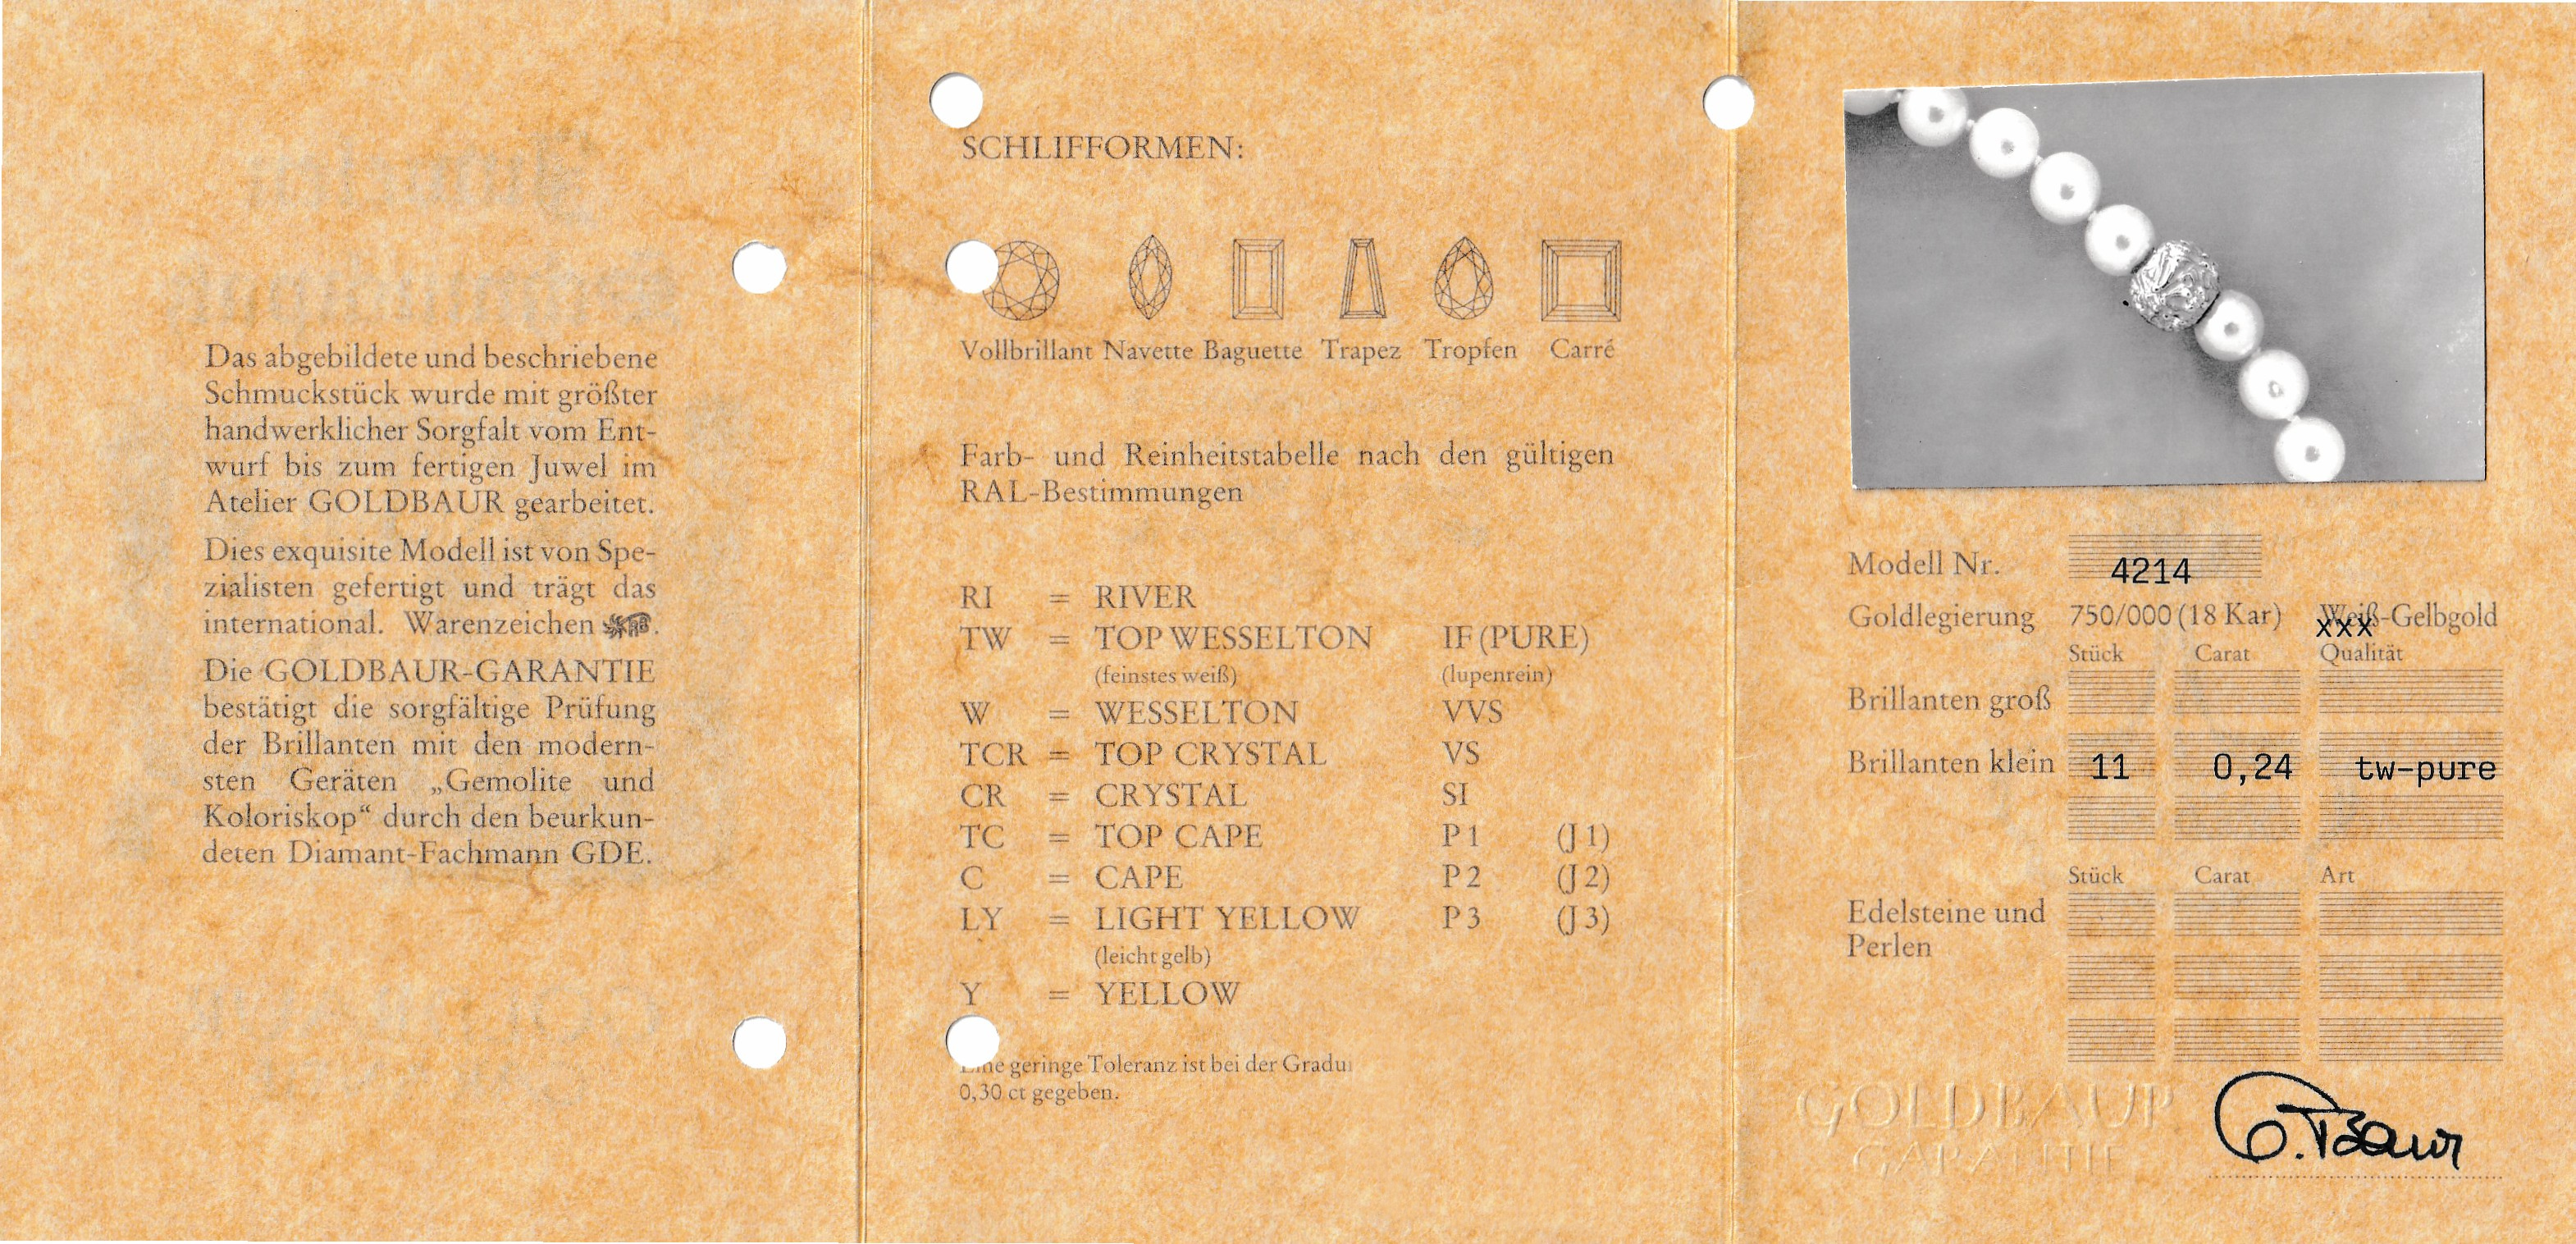 Das abgebildete und beschriebene
Schmuckstück wurde mit größter
handwerklicher Sorgfalt vom Ent-
wurf bis zum fertigen Juwel im
Atelier GOLDBAUR gearbeitet.
Dies exquisite Modell ist von Spe-
zialisten gefertigt und trägt das
international. Warenzeichen .
Die GOLDBAUR-GARANTIE
bestätigt die sorgfältige Prüfung
der Brillanten mit den modern-
sten Geräten „Gemolite und
Koloriskop“ durch den beurkun-
deten Diamant-Fachmann GDE.
SCHLIFFORMEN:
Vollbrillant Navette Baguette Trapez Tropfen Carré
Farb- und Reinheitstabelle nach den gültigen
RAL-Bestimmungen
RI = RIVER
TW = TOP WESSELTON IF (PURE)
(feinstes weiß) (lupenrein)
W = WESSELTON VVS
TCR = TOP CRYSTAL VS
CR = CRYSTAL SI
TC = TOP CAPE P 1 (J 1)
C = CAPE P 2 (J 2)
LY = LIGHT YELLOW P 3 (J 3)
(leicht gelb)
Y = YELLOW
geringe Toleranz ist bei der
0,30 ct gegeben.
Modell Nr. 4214
Goldlegierung 750/000 (18 Kar) Weiß-Gelbgold
xxx
Stück Carat Qualität
Brillanten groß
Brillanten klein 11 0,24 tw-pure
Stück Carat Art
Edelsteine und
Perlen
GOLDBAUR
GARANTIE
G. Baur